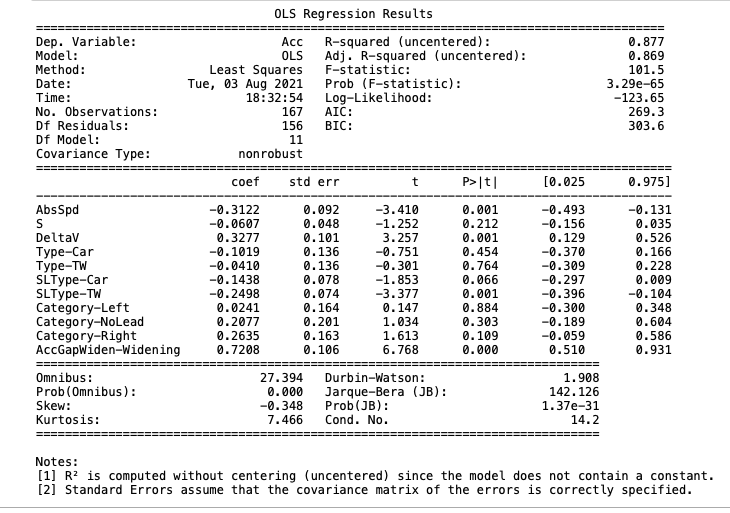 OLS Regression Results
==============================================================================
Dep. Variable: Acc R-squared (uncentered): 0.877
Model: OLS Adj. R-squared (uncentered): 0.869
Method: Least Squares F-statistic: 101.5
Date: Tue, 03 Aug 2021 Prob (F-statistic): 3.29e-65
Time: 18:32:54 Log-Likelihood: -123.65
No. Observations: 167 AIC: 269.3
Df Residuals: 156 BIC: 303.6
Df Model: 11
Covariance Type: nonrobust
==============================================================================
coef std err t P>|t| [0.025 0.975]
------------------------------------------------------------------------------
AbsSpd -0.3122 0.092 -3.410 0.001 -0.493 -0.131
S -0.0607 0.048 -1.252 0.212 -0.156 0.035
DeltaV 0.3277 0.101 3.257 0.001 0.129 0.526
Type-Car -0.1019 0.136 -0.751 0.454 -0.370 0.166
Type-TW -0.0410 0.136 -0.301 0.764 -0.309 0.228
SLType-Car -0.1438 0.078 -1.853 0.066 -0.297 0.009
SLType-TW -0.2498 0.074 -3.377 0.001 -0.396 -0.104
Category-Left 0.0241 0.164 0.147 0.884 -0.300 0.348
Category-NoLead 0.2077 0.201 1.034 0.303 -0.189 0.604
Category-Right 0.2635 0.163 1.613 0.109 -0.059 0.586
AccGapWiden-Widening 0.7208 0.106 6.768 0.000 0.510 0.931
==============================================================================
Omnibus: 27.394 Durbin-Watson: 1.908
Prob(Omnibus): 0.000 Jarque-Bera (JB): 142.126
Skew: -0.348 Prob(JB): 1.37e-31
Kurtosis: 7.466 Cond. No. 14.2
==============================================================================
Notes:
[1] R² is computed without centering (uncentered) since the model does not contain a constant.
[2] Standard Errors assume that the covariance matrix of the errors is correctly specified.